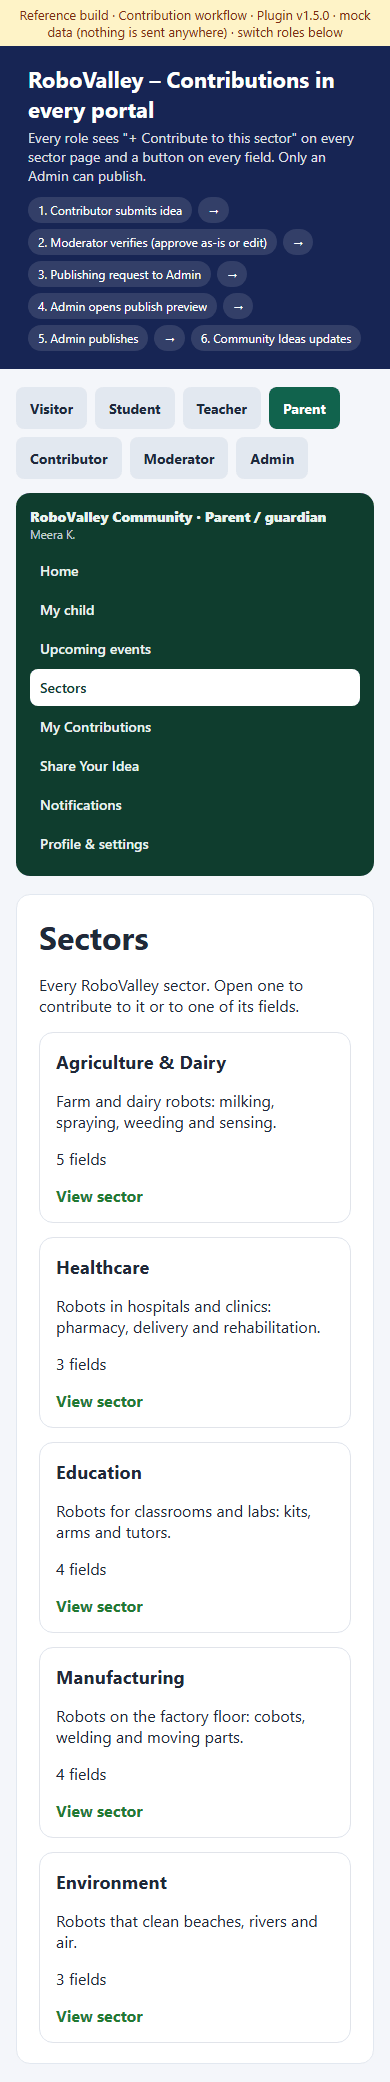 Reference build · Contribution workflow · Plugin v1.5.0 · mock
data (nothing is sent anywhere) · switch roles below
RoboValley – Contributions in
every portal
Every role sees "+ Contribute to this sector" on every
sector page and a button on every field. Only an
Admin can publish.
1. Contributor submits idea →
2. Moderator verifies (approve as-is or edit) →
3. Publishing request to Admin →
4. Admin opens publish preview →
5. Admin publishes → 6. Community Ideas updates
Visitor Student Teacher Parent
Contributor Moderator Admin
RoboValley Community · Parent / guardian
Meera K.
Home
My child
Upcoming events
Sectors
My Contributions
Share Your Idea
Notifications
Profile & settings
Sectors
Every RoboValley sector. Open one to
contribute to it or to one of its fields.
Agriculture & Dairy
Farm and dairy robots: milking,
spraying, weeding and sensing.
5 fields
View sector
Healthcare
Robots in hospitals and clinics:
pharmacy, delivery and rehabilitation.
3 fields
View sector
Education
Robots for classrooms and labs: kits,
arms and tutors.
4 fields
View sector
Manufacturing
Robots on the factory floor: cobots,
welding and moving parts.
4 fields
View sector
Environment
Robots that clean beaches, rivers and
air.
3 fields
View sector